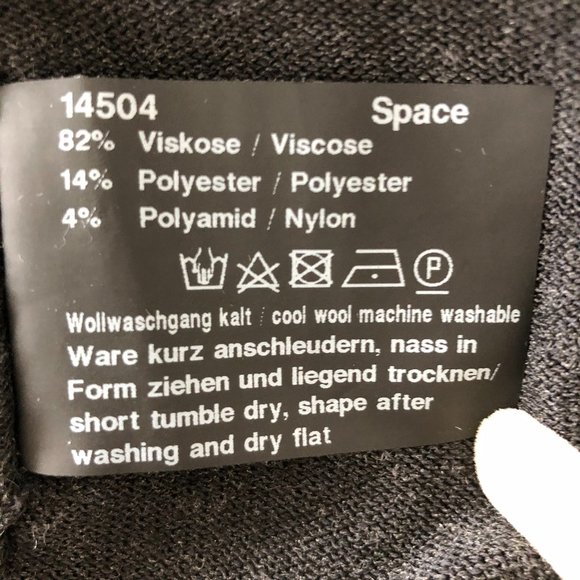 14504 Space
82% Viskose / Viscose
14% Polyester / Polyester
4% Polyamid / Nylon
P
Wollwaschgang kalt / cool wool machine washable
Ware kurz anschleudern, nass in
Form ziehen und liegend trocknen/
short tumble dry, shape after
washing and dry flat